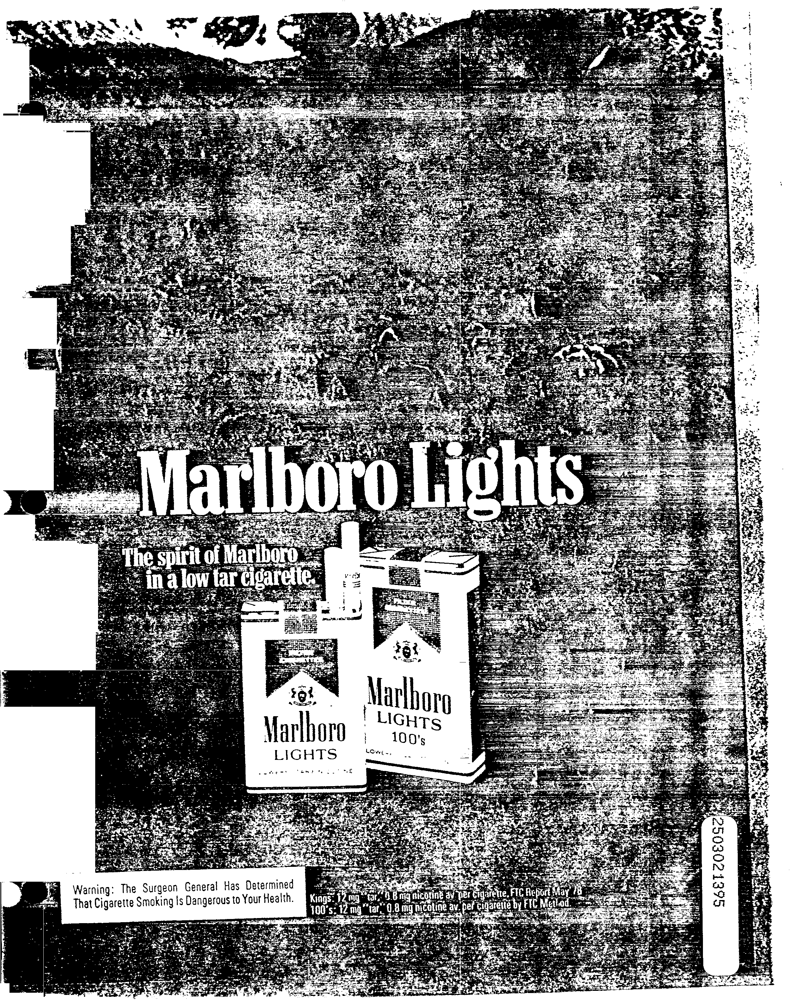 Marlboro Lights
The spirit of Marlboro
in a low tar cigarette.
Marlboro
LIGHTS
Marlboro
LIGHTS
100's
Warning: The Surgeon General Has Determined
That Cigarette Smoking Is Dangerous to Your Health.
Kings: 12 mg "tar," 0.8 mg nicotine av. per cigarette, FTC Report May '78
100's: 12 mg "tar," 0.8 mg nicotine av. per cigarette by FTC Method.
2503021395